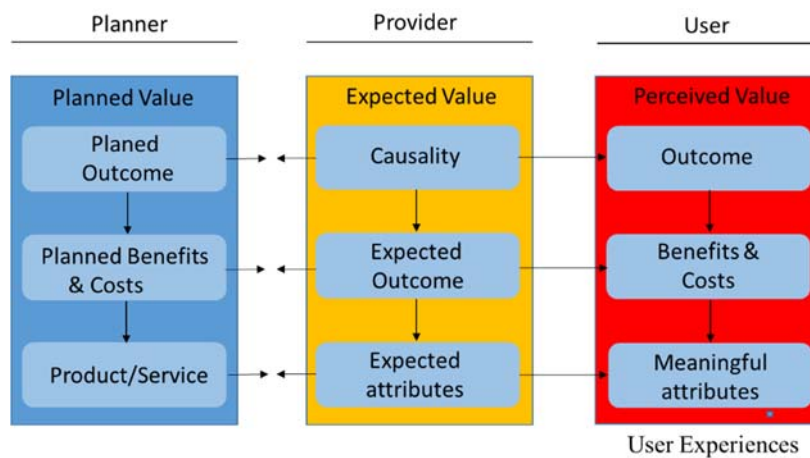 Planner
Provider
User
Planned Value
Expected Value
Perceived Value
Planed
Outcome
Causality
Outcome
Planned Benefits
& Costs
Expected
Outcome
Benefits &
Costs
Product/Service
Expected
attributes
Meaningful
attributes
User Experiences